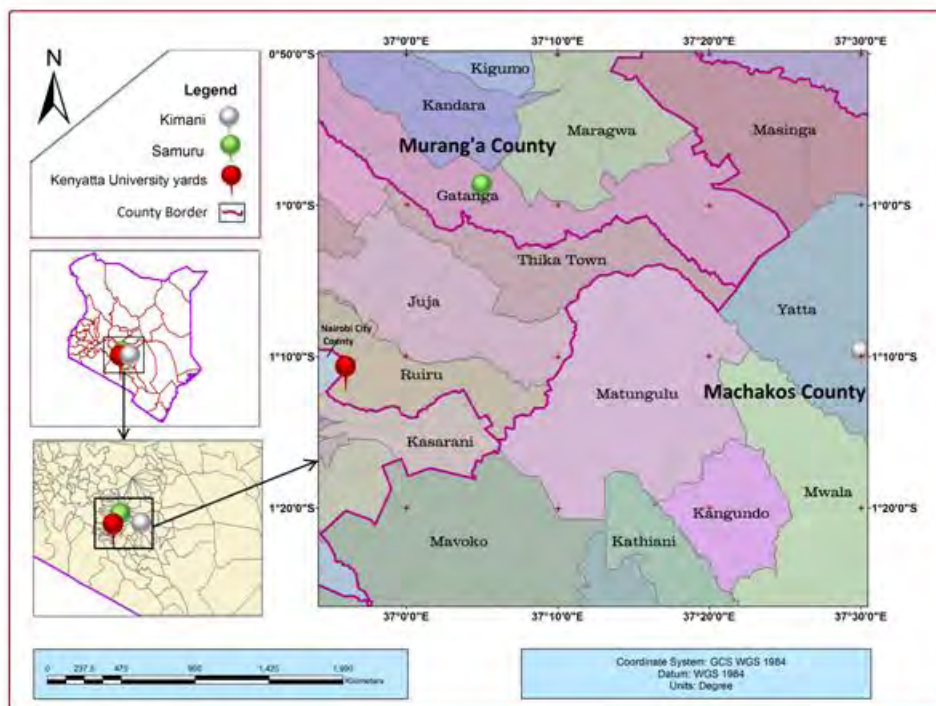 N
Legend
Kimani
Samuru
Kenyatta University yards
County Border
37°0'0"E
37°10'0"E
37°20'0"E
37°30'0"E
0°50'0"S
0°50'0"S
Kigumo
Kandara
Maragwa
Masinga
Murang'a County
Gatanga
1°0'0"S
1°0'0"S
Thika Town
Yatta
Juja
Nairobi City
County
1°10'0"S
1°10'0"S
Ruiru
Matungulu
Machakos County
Kasarani
Mwala
Kangundo
1°20'0"S
1°20'0"S
Mavoko
Kathiani
37°0'0"E
37°10'0"E
37°20'0"E
37°30'0"E
0 237.5 475 950 1,425 1,900
Kilometers
Coordinate System: GCS WGS 1984
Datum: WGS 1984
Units: Degree